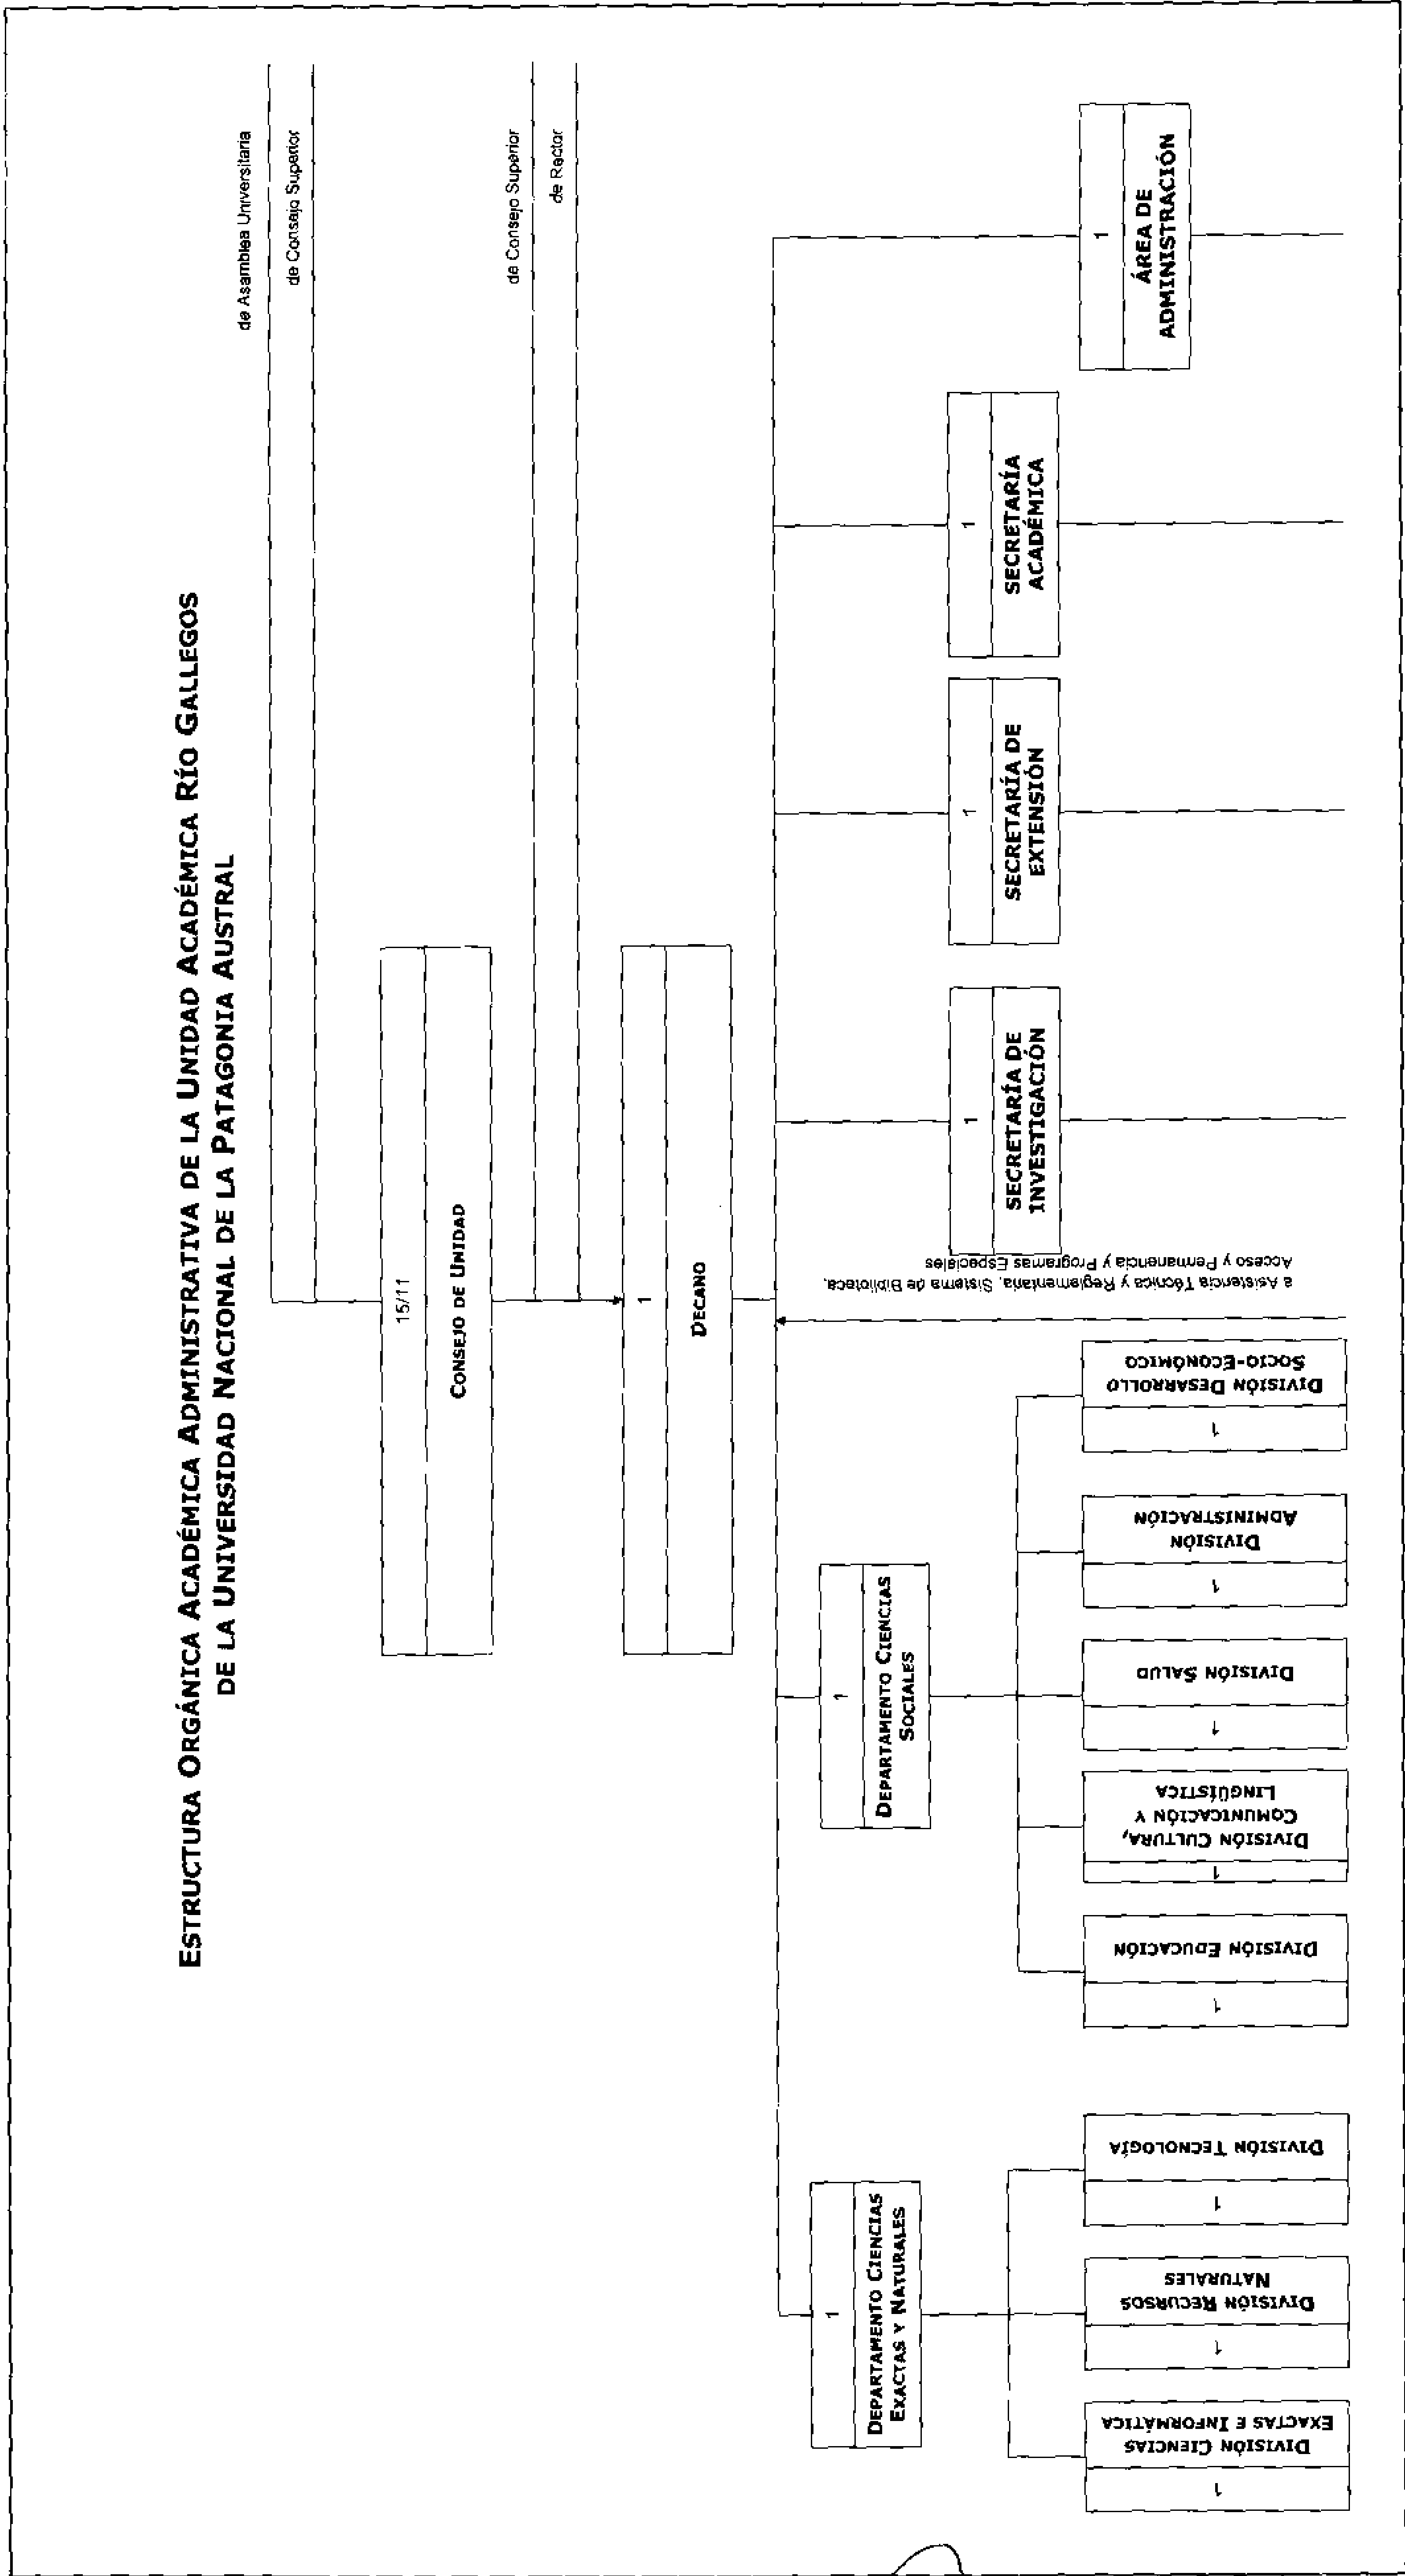 ESTRUCTURA ORGÁNICA ACADÉMICA ADMINISTRATIVA DE LA UNIDAD ACADÉMICA RÍO GALLEGOS
DE LA UNIVERSIDAD NACIONAL DE LA PATAGONIA AUSTRAL
de Asamblea Universitaria
de Consejo Superior
15/11
CONSEJO DE UNIDAD
de Consejo Superior
de Rector
1
DECANO
1
DEPARTAMENTO CIENCIAS
EXACTAS Y NATURALES
1
DEPARTAMENTO CIENCIAS
SOCIALES
a Asistencia Técnica y Reglamentaria, Sistema de Biblioteca,
Acceso y Permanencia y Programas Especiales
1
SECRETARÍA DE
INVESTIGACIÓN
1
SECRETARÍA DE
EXTENSIÓN
1
SECRETARÍA
ACADÉMICA
1
ÁREA DE
ADMINISTRACIÓN
1
DIVISIÓN CIENCIAS
EXACTAS E INFORMÁTICA
1
DIVISIÓN RECURSOS
NATURALES
1
DIVISIÓN TECNOLOGÍA
1
DIVISIÓN EDUCACIÓN
1
DIVISIÓN CULTURA,
COMUNICACIÓN Y
LINGÜÍSTICA
1
DIVISIÓN SALUD
1
DIVISIÓN
ADMINISTRACIÓN
1
DIVISIÓN DESARROLLO
SOCIO-ECONÓMICO